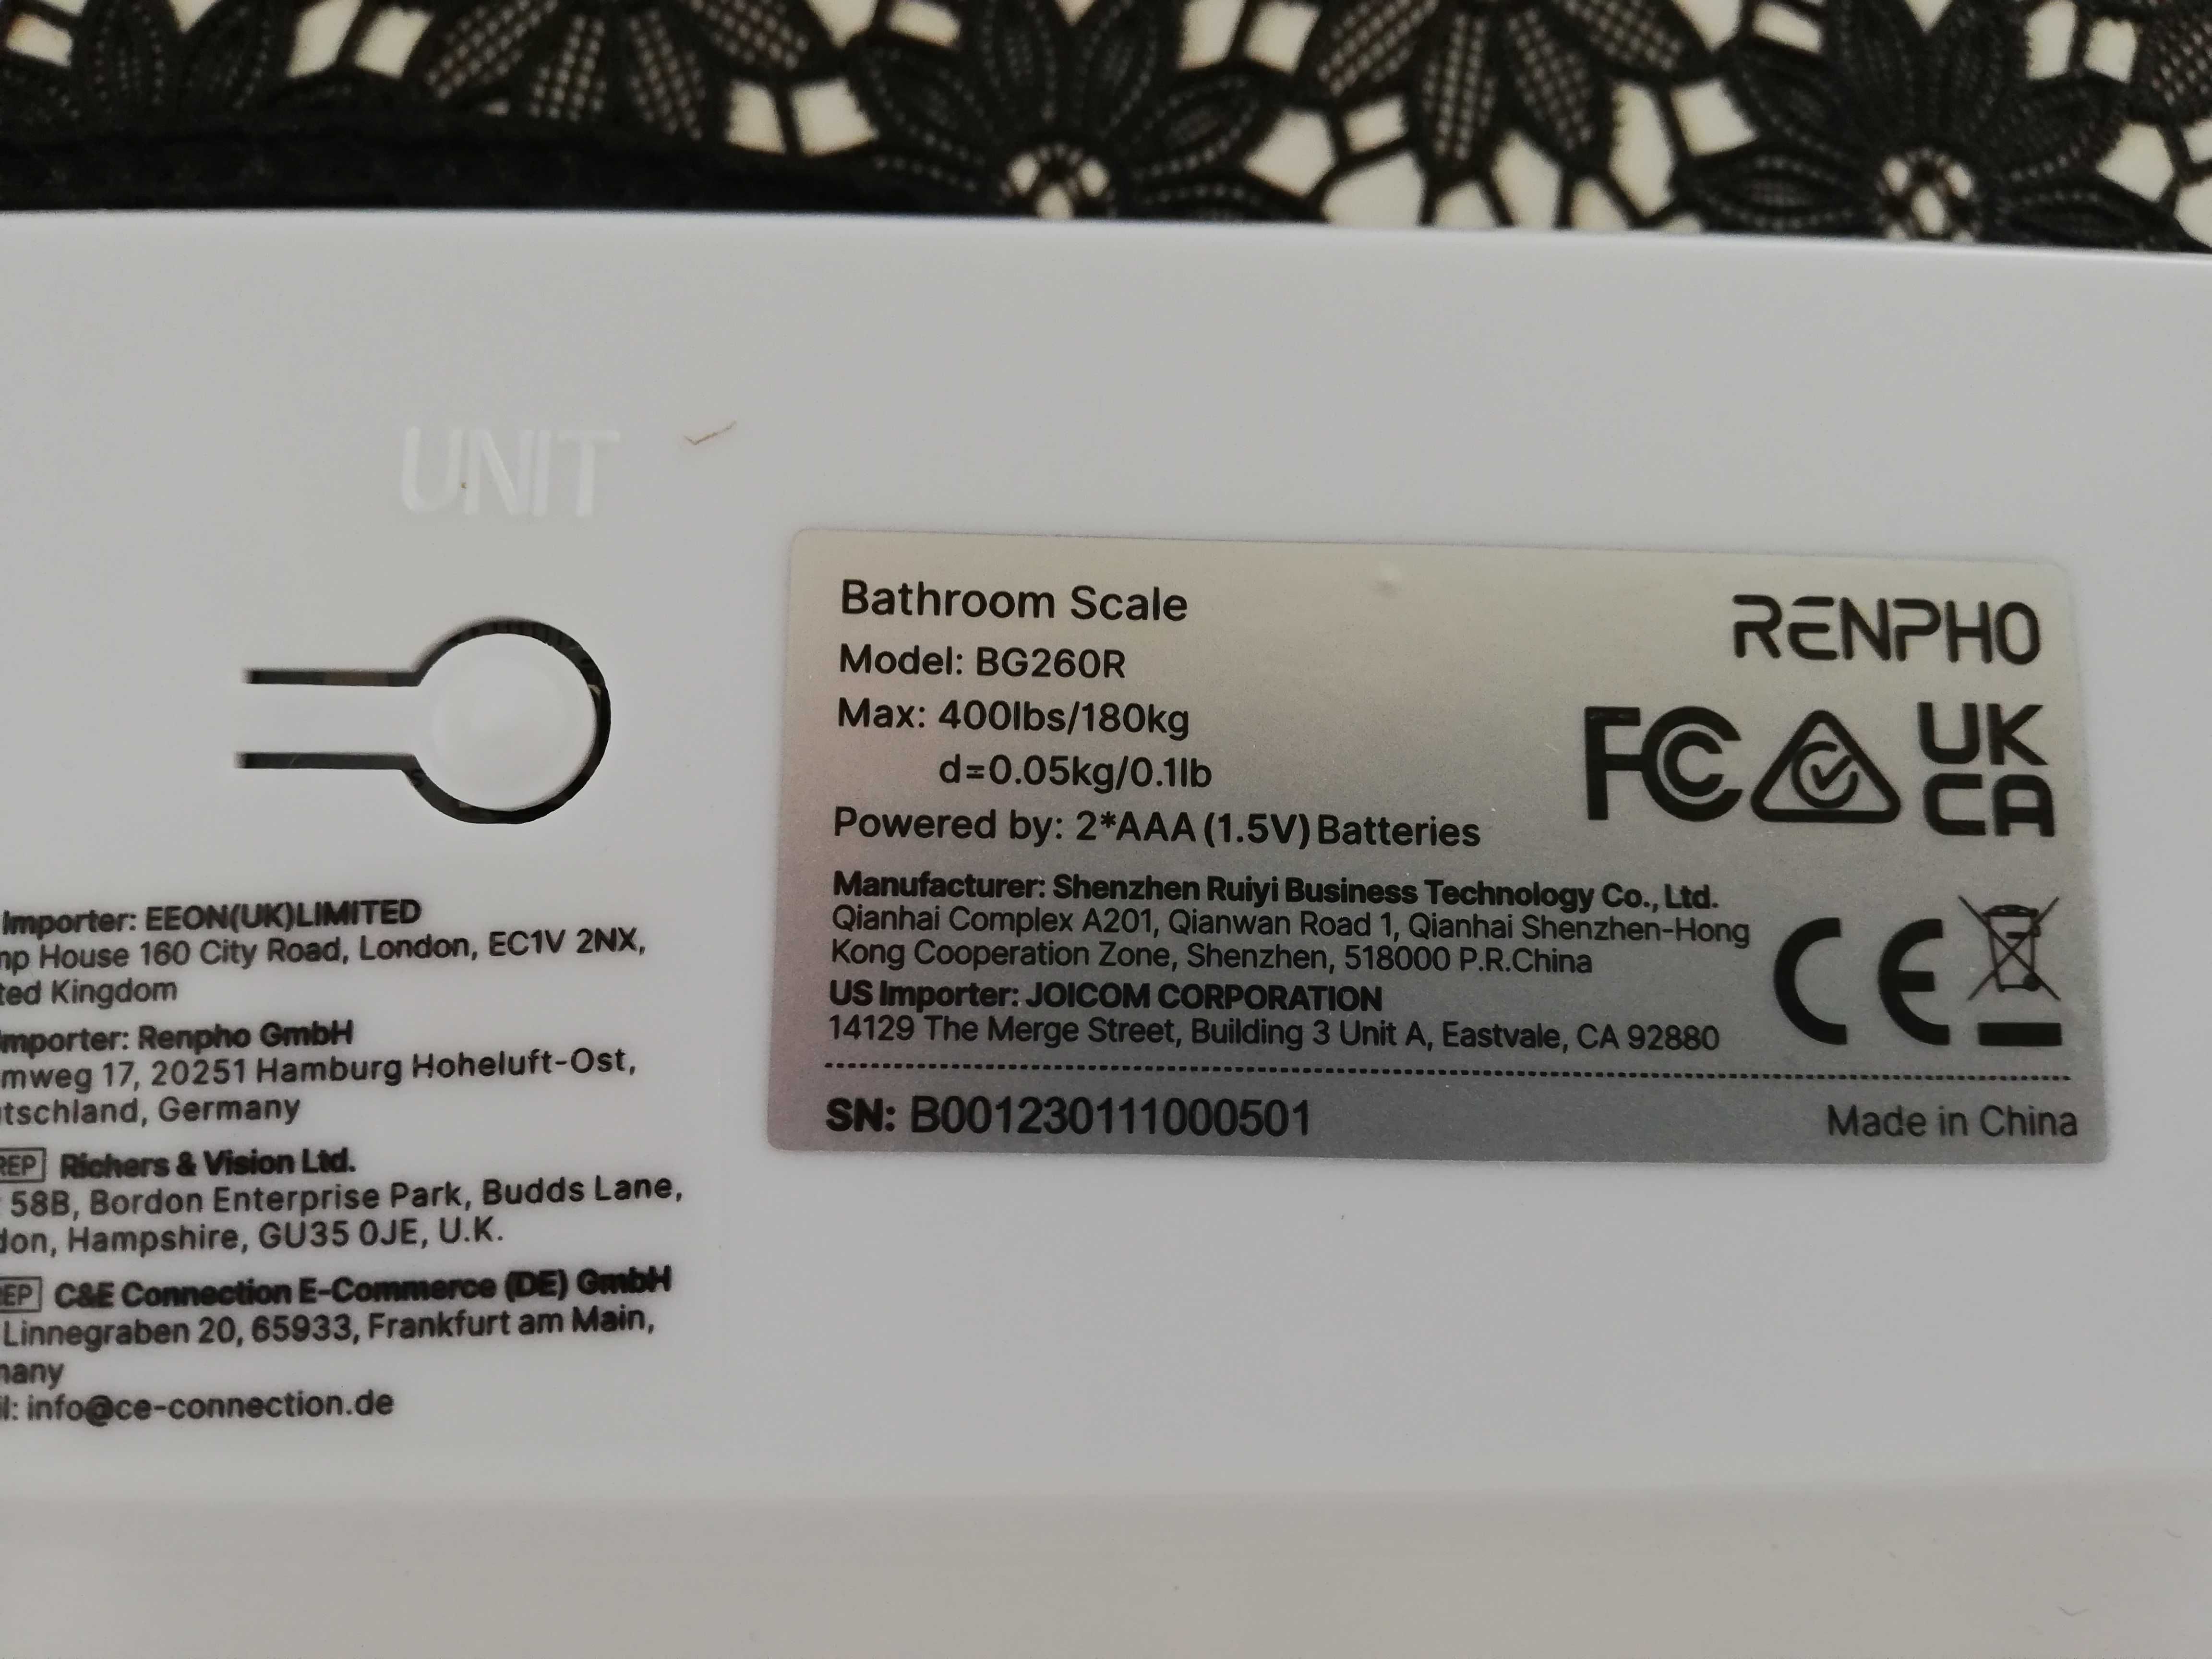 UNIT
Importer: EEON(UK)LIMITED
House 160 City Road, London, EC1V 2NX,
Kingdom
Renpho GmbH
17, 20251 Hamburg Hoheluft-Ost,
Germany
REP Richers & Vision Ltd.
58B, Bordon Enterprise Park, Budds Lane,
Hampshire, GU35 0JE, U.K.
C&E Connection E-Commerce (DE) GmbH
Linnegraben 20, 65933, Frankfurt am Main,
info@ce-connection.de
Bathroom Scale
RENPHO
Model: BG260R
Max: 400lbs/180kg
d=0.05kg/0.1lb
FC
UK
CA
Powered by: 2*AAA (1.5V) Batteries
Manufacturer: Shenzhen Ruiyi Business Technology Co., Ltd.
Qianhai Complex A201, Qianwan Road 1, Qianhai Shenzhen-Hong
Kong Cooperation Zone, Shenzhen, 518000 P.R.China
CE
US Importer: JOICOM CORPORATION
14129 The Merge Street, Building 3 Unit A, Eastvale, CA 92880
SN: B001230111000501
Made in China